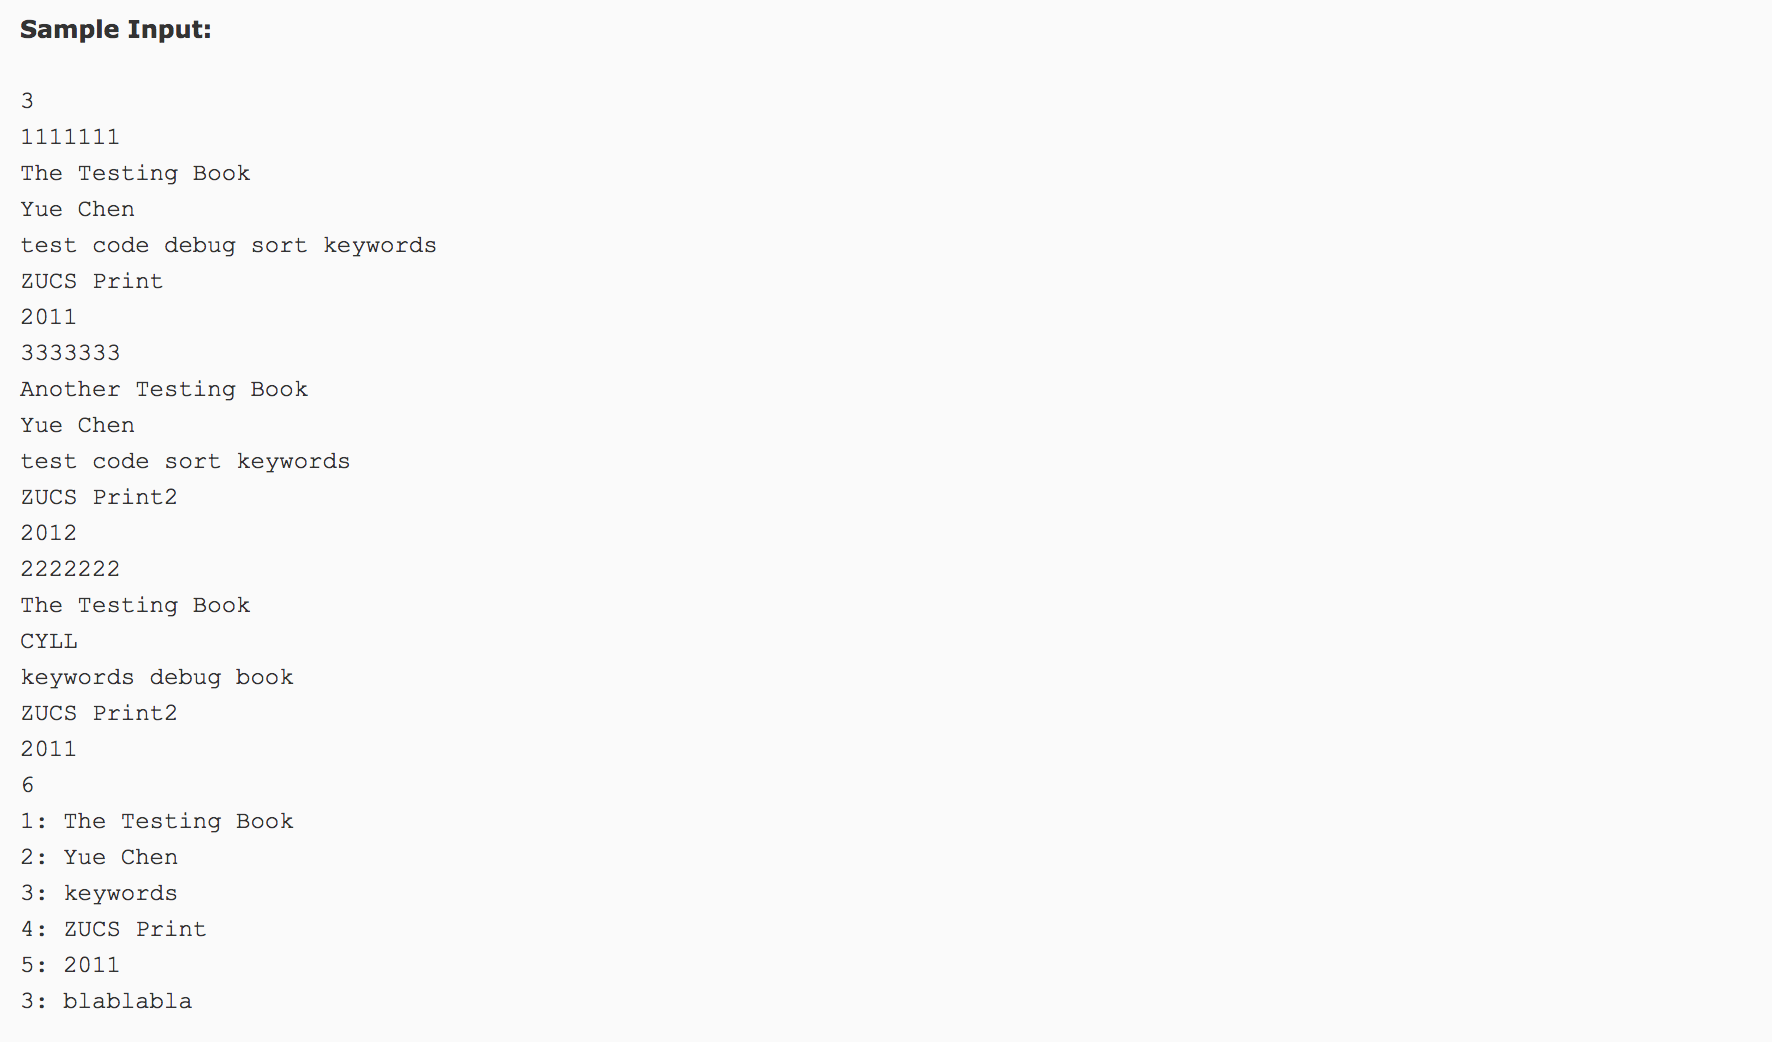 Sample Input:
3
1111111
The Testing Book
Yue Chen
test code debug sort keywords
ZUCS Print
2011
3333333
Another Testing Book
Yue Chen
test code sort keywords
ZUCS Print2
2012
2222222
The Testing Book
CYLL
keywords debug book
ZUCS Print2
2011
6
1: The Testing Book
2: Yue Chen
3: keywords
4: ZUCS Print
5: 2011
3: blablabla